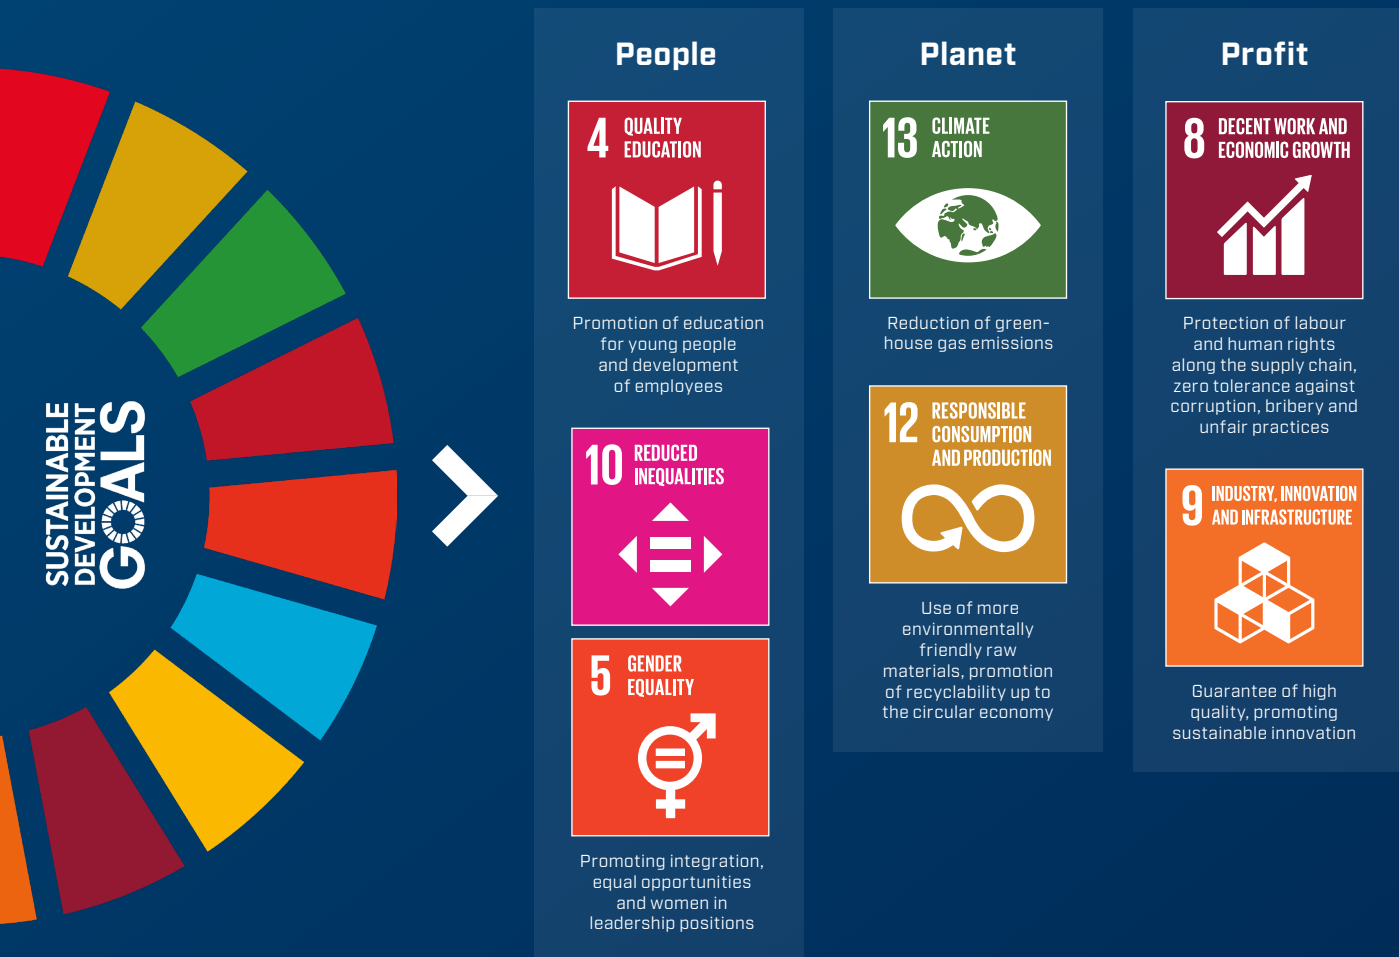 SUSTAINABLE
DEVELOPMENT
GOALS
People
4 QUALITY
EDUCATION
Promotion of education
for young people
and development
of employees
10 REDUCED
INEQUALITIES
5 GENDER
EQUALITY
Promoting integration,
equal opportunities
and women in
leadership positions
Planet
13 CLIMATE
ACTION
Reduction of green-
house gas emissions
12 RESPONSIBLE
CONSUMPTION
AND PRODUCTION
Use of more
environmentally
friendly raw
materials, promotion
of recyclability up to
the circular economy
Profit
8 DECENT WORK AND
ECONOMIC GROWTH
Protection of labour
and human rights
along the supply chain,
zero tolerance against
corruption, bribery and
unfair practices
9 INDUSTRY, INNOVATION
AND INFRASTRUCTURE
Guarantee of high
quality, promoting
sustainable innovation